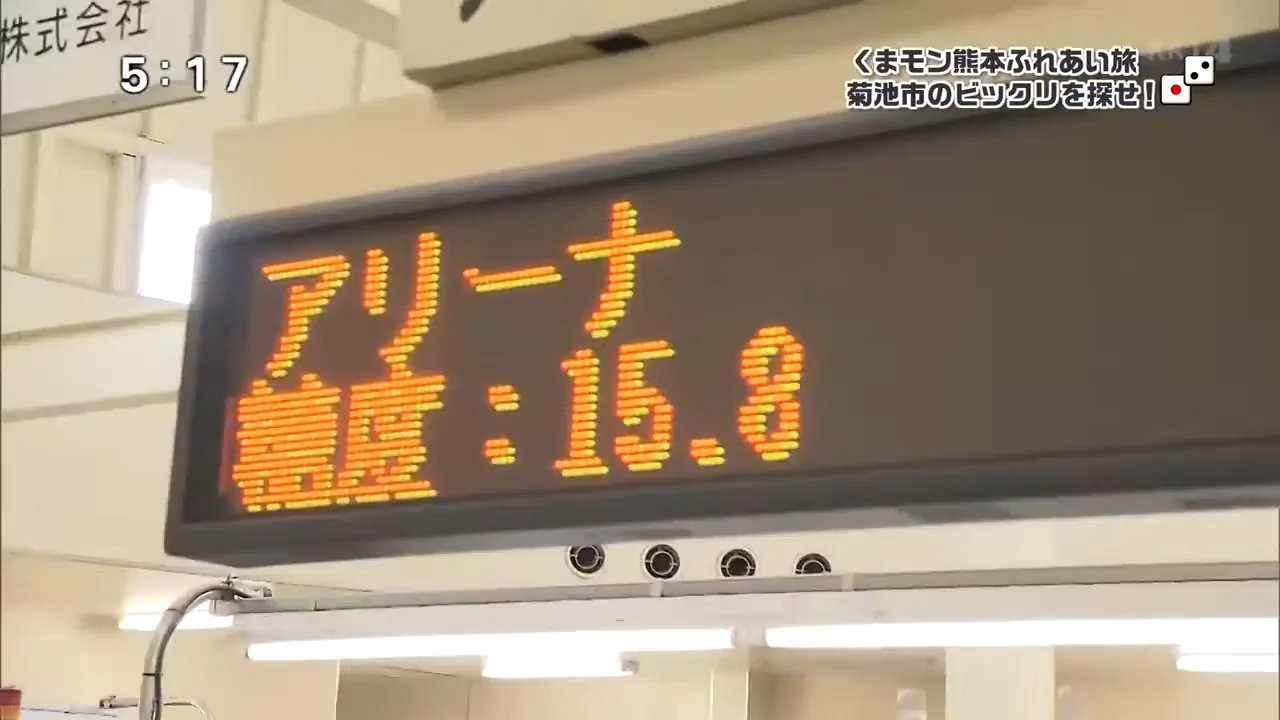 株式会社
5:17
くまモン熊本ふれあい旅
菊池市のビックリを探せ!
アリーナ
糖度:15.8